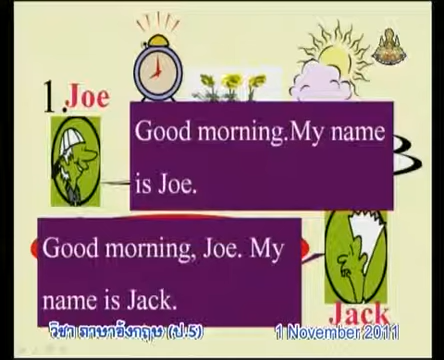 1.Joe
Good morning.My name
is Joe.
Good morning, Joe. My
name is Jack.
Jack
วิชา ภาษาอังกฤษ (ป.5)
1 November 2011